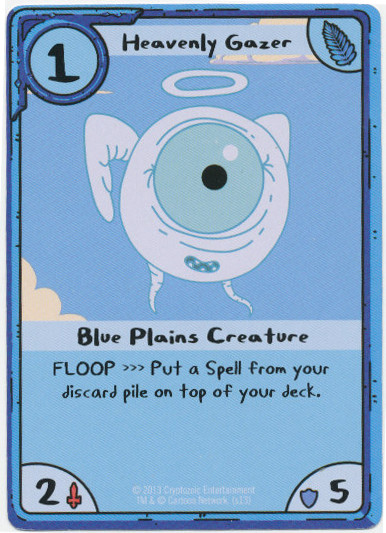 1
Heavenly Gazer
Blue Plains Creature
FLOOP >>> Put a Spell from your
discard pile on top of your deck.
2
5
© 2013 Cryptozoic Entertainment
TM & © Cartoon Network. (s13)